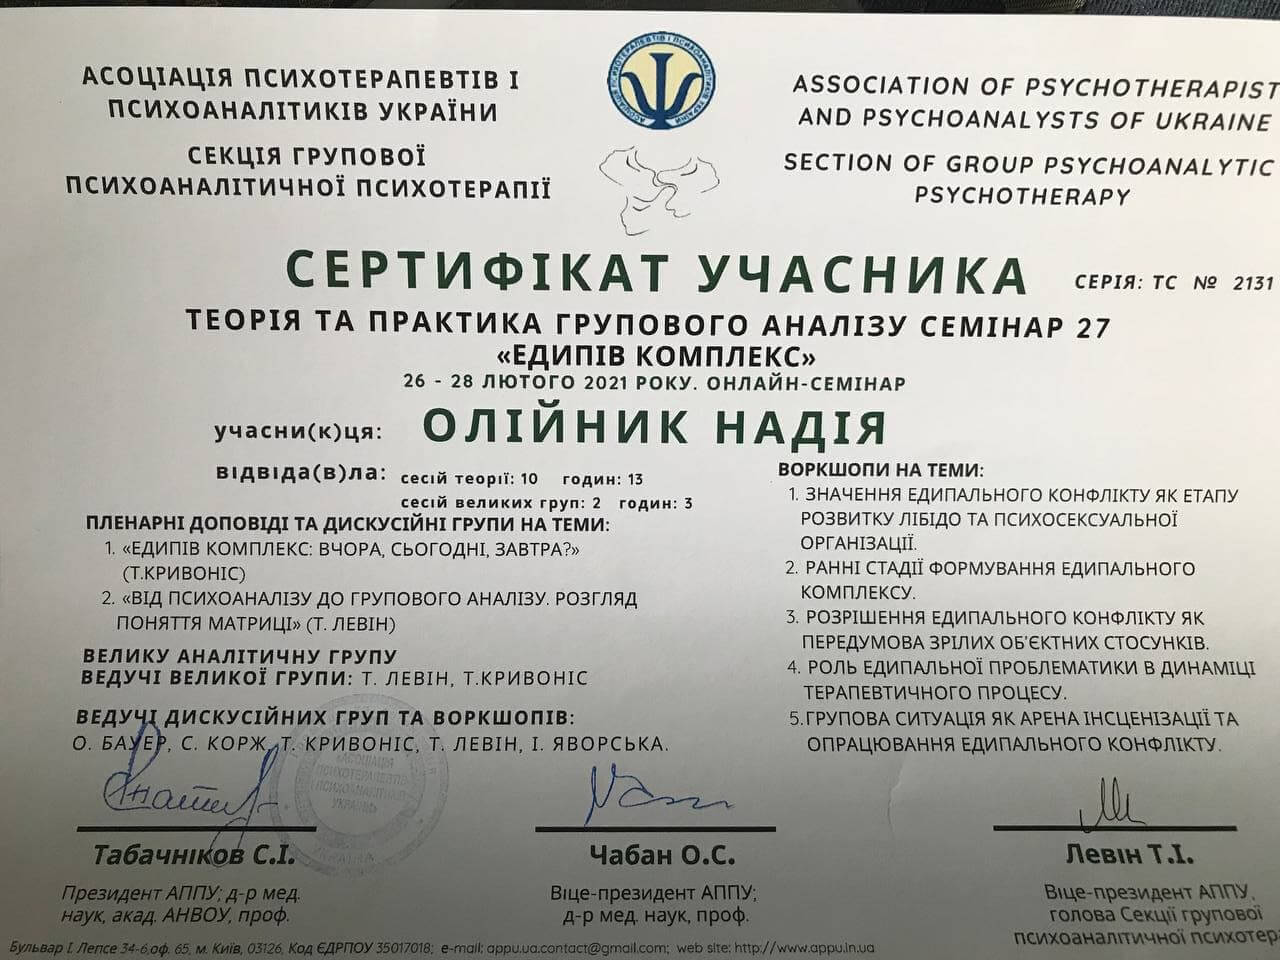 АСОЦІАЦІЯ ПСИХОТЕРАПЕВТІВ І
ПСИХОАНАЛІТИКІВ УКРАЇНИ
СЕКЦІЯ ГРУПОВОЇ
ПСИХОАНАЛІТИЧНОЇ ПСИХОТЕРАПІЇ
ASSOCIATION OF PSYCHOTHERAPIST
AND PSYCHOANALYSTS OF UKRAINE
SECTION OF GROUP PSYCHOANALYTIC
PSYCHOTHERAPY
СЕРТИФІКАТ УЧАСНИКА
СЕРІЯ: ТС № 2131
ТЕОРІЯ ТА ПРАКТИКА ГРУПОВОГО АНАЛІЗУ СЕМІНАР 27
«ЕДИПІВ КОМПЛЕКС»
26 - 28 ЛЮТОГО 2021 РОКУ. ОНЛАЙН-СЕМІНАР
учасни(к)ця: ОЛІЙНИК НАДІЯ
відвіда(в)ла: сесій теорії: 10 годин: 13
сесій великих груп: 2 годин: 3
ПЛЕНАРНІ ДОПОВІДІ ТА ДИСКУСІЙНІ ГРУПИ НА ТЕМИ:
1. «ЕДИПІВ КОМПЛЕКС: ВЧОРА, СЬОГОДНІ, ЗАВТРА?»
(Т.КРИВОНІС)
2. «ВІД ПСИХОАНАЛІЗУ ДО ГРУПОВОГО АНАЛІЗУ. РОЗГЛЯД
ПОНЯТТЯ МАТРИЦІ» (Т. ЛЕВІН)
ВЕЛИКУ АНАЛІТИЧНУ ГРУПУ
ВЕДУЧІ ВЕЛИКОЇ ГРУПИ: Т. ЛЕВІН, Т.КРИВОНІС
ВЕДУЧІ ДИСКУСІЙНИХ ГРУП ТА ВОРКШОПІВ:
О. БАУЕР, С. КОРЖ, Т. КРИВОНІС, Т. ЛЕВІН, І. ЯВОРСЬКА.
ВОРКШОПИ НА ТЕМИ:
1. ЗНАЧЕННЯ ЕДИПАЛЬНОГО КОНФЛІКТУ ЯК ЕТАПУ
РОЗВИТКУ ЛІБІДО ТА ПСИХОСЕКСУАЛЬНОЇ
ОРГАНІЗАЦІЇ.
2. РАННІ СТАДІЇ ФОРМУВАННЯ ЕДИПАЛЬНОГО
КОМПЛЕКСУ.
3. РОЗРІШЕННЯ ЕДИПАЛЬНОГО КОНФЛІКТУ ЯК
ПЕРЕДУМОВА ЗРІЛИХ ОБ'ЄКТНИХ СТОСУНКІВ.
4. РОЛЬ ЕДИПАЛЬНОЇ ПРОБЛЕМАТИКИ В ДИНАМІЦІ
ТЕРАПЕВТИЧНОГО ПРОЦЕСУ.
5.ГРУПОВА СИТУАЦІЯ ЯК АРЕНА ІНСЦЕНІЗАЦІЇ ТА
ОПРАЦЮВАННЯ ЕДИПАЛЬНОГО КОНФЛІКТУ.
«АСОЦІАЦІЯ
ПСИХОТЕРАПЕВТІВ
І ПСИХОАНАЛІТИКІВ
УКРАЇНИ»
Табачніков С.І.
Президент АППУ; д-р мед.
наук, акад. АНВОУ, проф.
Чабан О.С.
Віце-президент АППУ;
д-р мед. наук, проф.
Левін Т.І.
Віце-президент АППУ,
голова Секції групової
психоаналітичної психотера
Бульвар І. Лепсе 34-6,оф. 65, м. Київ, 03126, Код ЄДРПОУ 35017018; e-mail: appu.ua.contact@gmail.com; web site: http://www.appu.in.ua